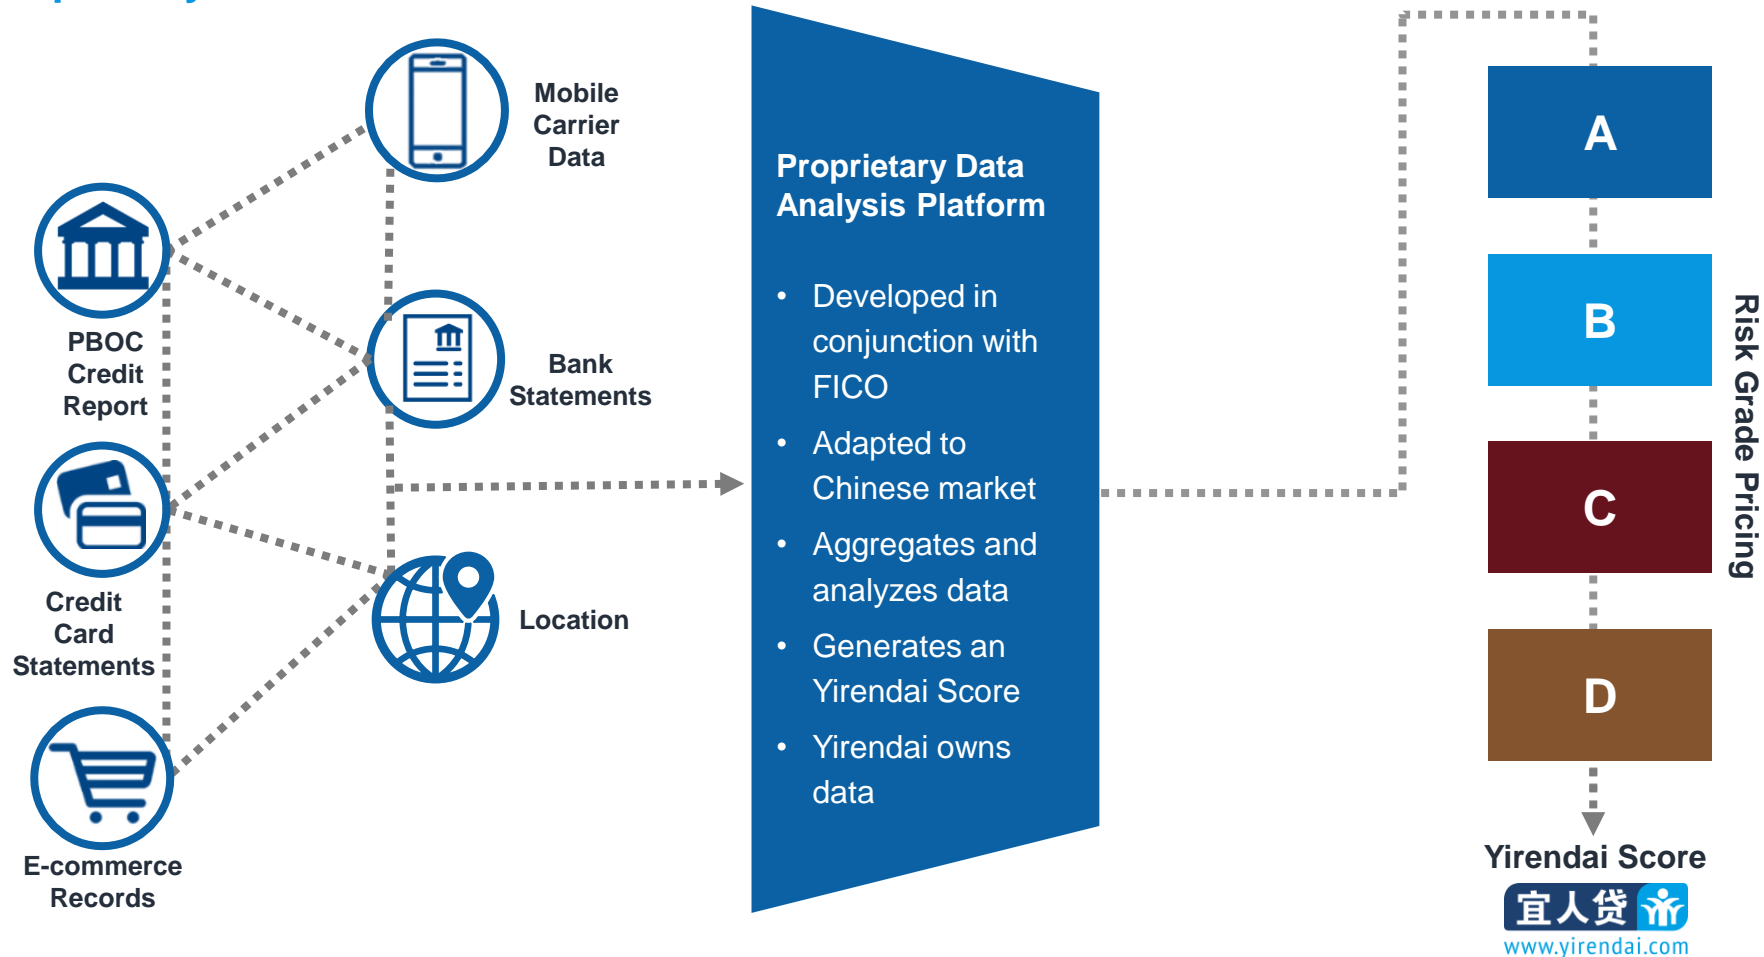 Mobile
Carrier
Data
PBOC
Credit
Report
Bank
Statements
Credit
Card
Statements
Location
E-commerce
Records
Proprietary Data
Analysis Platform
• Developed in
conjunction with
FICO
• Adapted to
Chinese market
• Aggregates and
analyzes data
• Generates an
Yirendai Score
• Yirendai owns
data
A
B
C
D
Risk Grade Pricing
Yirendai Score
宜人贷
www.yirendai.com